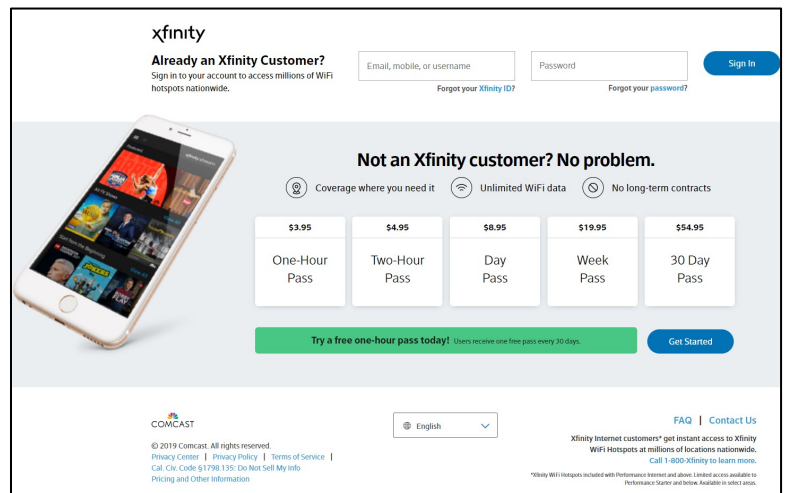 xfinity
Already an Xfinity Customer?
Sign in to your account to access millions of WiFi
hotspots nationwide.
Email, mobile, or username
Password
Sign In
Forgot your Xfinity ID?
Forgot your password?
Not an Xfinity customer? No problem.
Coverage where you need it
Unlimited WiFi data
No long-term contracts
$3.95
One-Hour
Pass
$4.95
Two-Hour
Pass
$8.95
Day
Pass
$19.95
Week
Pass
$54.95
30 Day
Pass
Try a free one-hour pass today! Users receive one free pass every 30 days.
Get Started
COMCAST
English
FAQ | Contact Us
© 2019 Comcast. All rights reserved.
Privacy Center | Privacy Policy | Terms of Service |
Cal. Civ. Code §1798.135: Do Not Sell My Info
Pricing and Other Information
Xfinity Internet customers* get instant access to Xfinity
WiFi Hotspots at millions of locations nationwide.
Call 1-800-Xfinity to learn more.
*Xfinity WiFi Hotspots included with Performance Internet and above. Limited access available to
Performance Starter and below. Available in select areas.